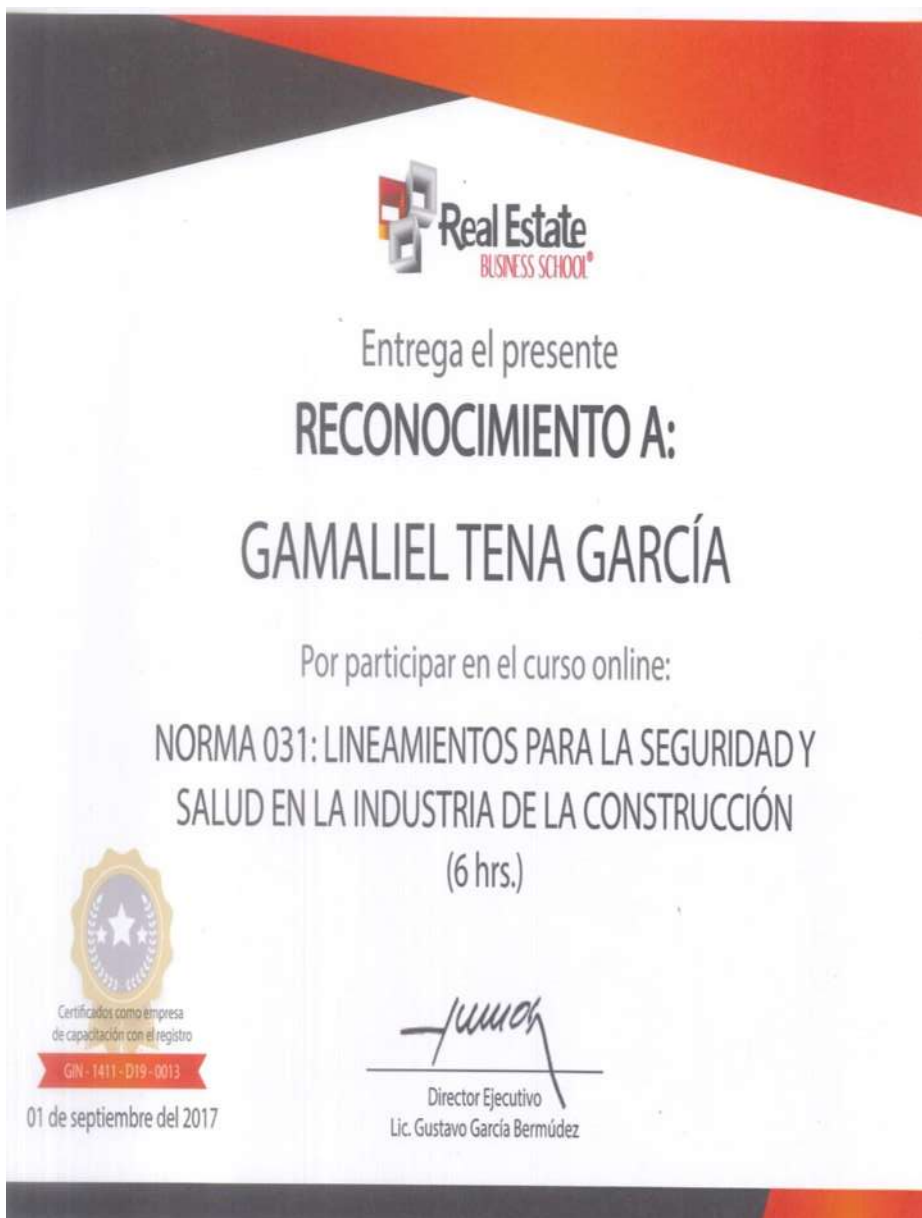 Real Estate
BUSINESS SCHOOL®
Entrega el presente
RECONOCIMIENTO A:
GAMALIEL TENA GARCÍA
Por participar en el curso online:
NORMA 031: LINEAMIENTOS PARA LA SEGURIDAD Y
SALUD EN LA INDUSTRIA DE LA CONSTRUCCIÓN
(6 hrs.)
Certificados como empresa
de capacitación con el registro
GIN - 1411 - D19 - 0013
01 de septiembre del 2017
Director Ejecutivo
Lic. Gustavo García Bermúdez